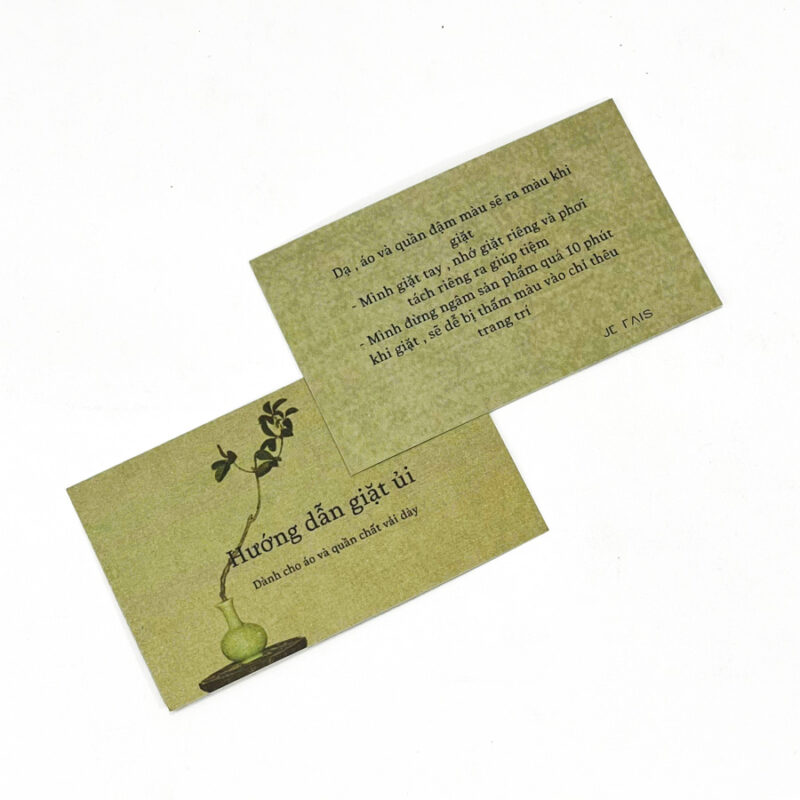 Dạ , áo và quần đậm màu sẽ ra màu khi
giặt
- Mình giặt tay , nhớ giặt riêng và phơi
tách riêng ra giúp tiệm
- Mình đừng ngâm sản phẩm quá 10 phút
khi giặt , sẽ dễ bị thấm màu vào chỉ thêu
trang trí
JE FAIS
Hướng dẫn giặt ủi
Dành cho áo và quần chất vải dày